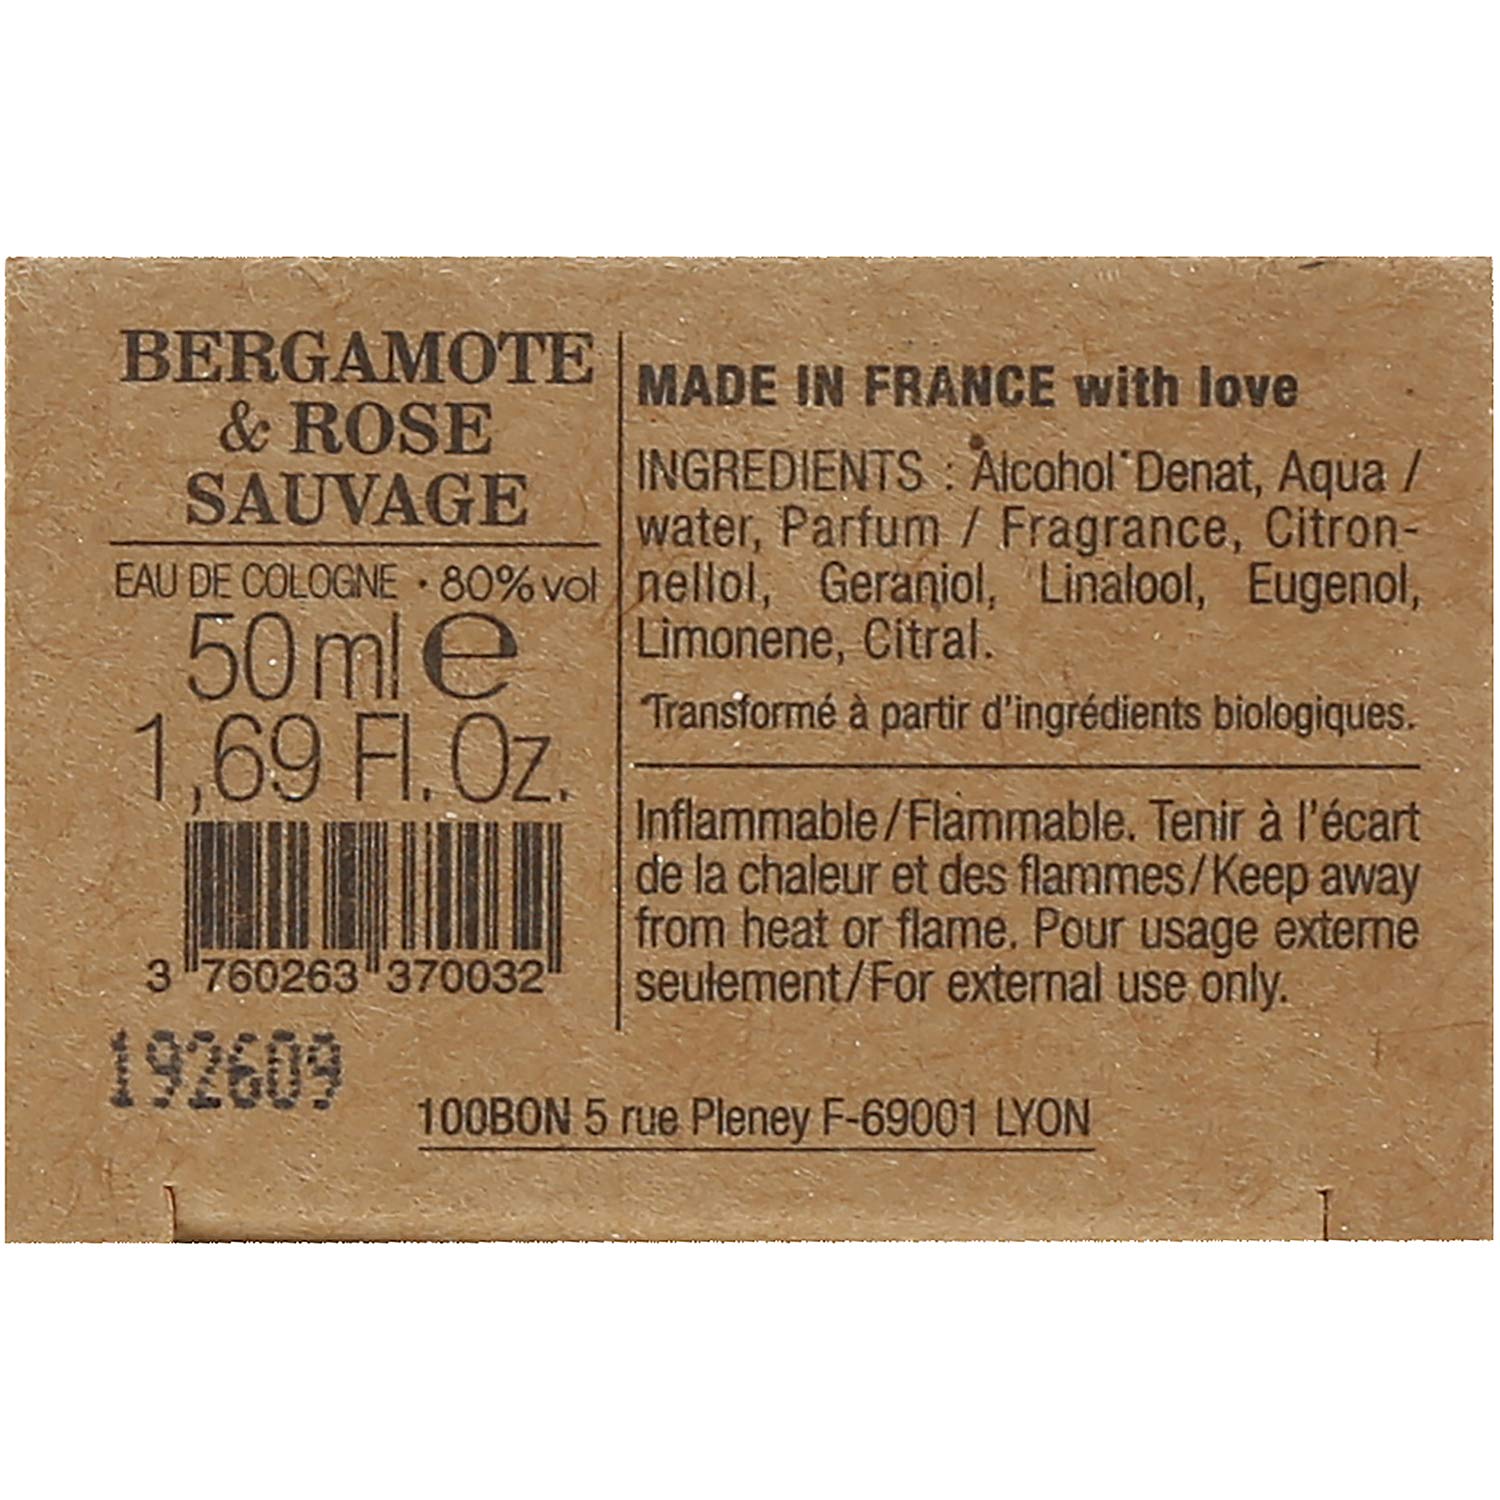 BERGAMOTE
& ROSE
SAUVAGE
EAU DE COLOGNE • 80% vol
50 ml ℮
1,69 Fl. Oz.
3 760263 370032
192609
MADE IN FRANCE with love
INGREDIENTS : Alcohol* Denat, Aqua /
water, Parfum / Fragrance, Citron-
nellol, Geraniol, Linalool, Eugenol,
Limonene, Citral.
*Transformé à partir d'ingrédients biologiques.
Inflammable/Flammable. Tenir à l'écart
de la chaleur et des flammes/Keep away
from heat or flame. Pour usage externe
seulement/For external use only.
100BON 5 rue Pleney F-69001 LYON